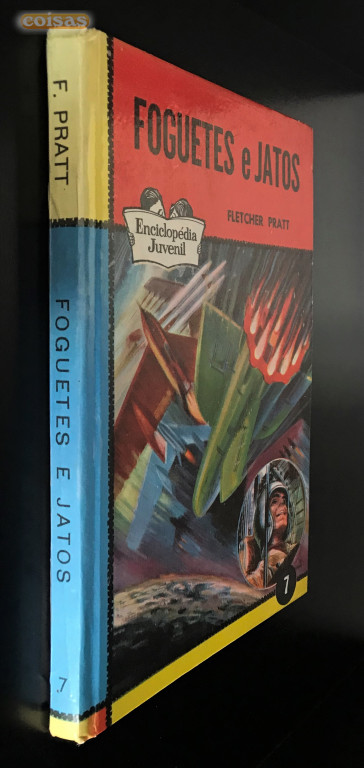 coisas
F. PRATT
FOGUETES E JATOS
7
FOGUETES e JATOS
FLETCHER PRATT
Enciclopédia
Juvenil
7